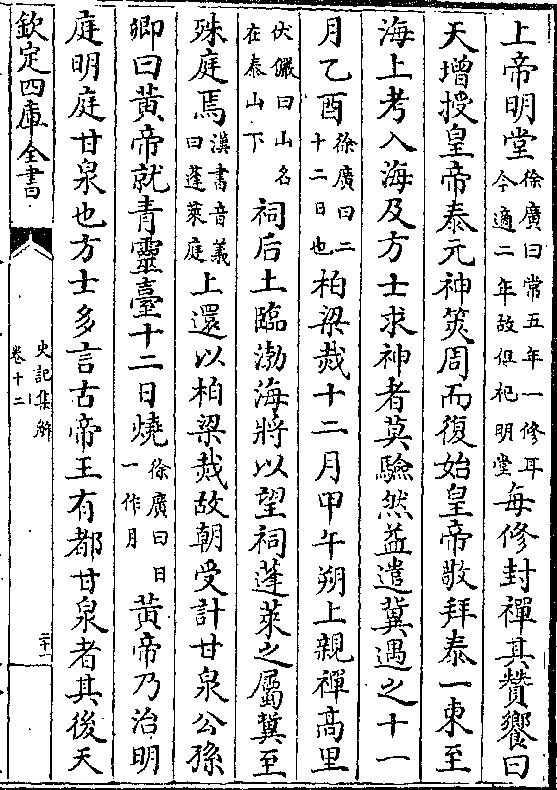 上帝明堂徐廣曰常五年一修耳今適二年故但祀明堂每修封禪其贊饗曰
天增授皇帝泰元神筴周而復始皇帝敬拜泰一東至
海上考入海及方士求神者莫驗然益遣冀遇之十一
月乙酉徐廣曰二十二日也柏梁烖十二月甲午朔上親禪高里
伏儼曰山名在泰山下祠后土臨渤海將以望祠蓬萊之屬冀至
殊庭焉漢書音義曰蓬萊庭上還以柏梁烖故朝受計甘泉公孫
卿曰黃帝就青靈臺十二日燒徐廣曰日一作月黃帝乃治明
庭明庭甘泉也方士多言古帝王有都甘泉者其後天
欽定四庫全書
史記集解
卷十二
二十一